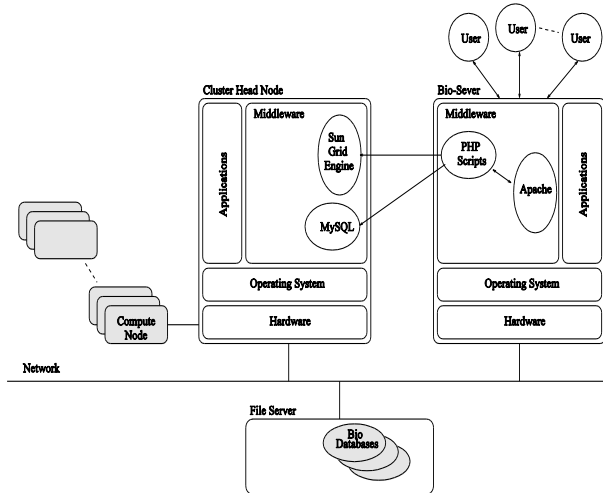 User
User
User
Cluster Head Node
Bio-Sever
Applications
Middleware
Sun
Grid
Engine
MySQL
Middleware
PHP
Scripts
Apache
Applications
Operating System
Operating System
Compute
Node
Hardware
Hardware
Network
File Server
Bio
Databases